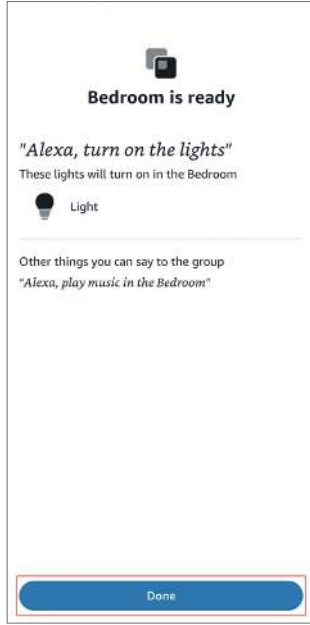 Bedroom is ready
"Alexa, turn on the lights"
These lights will turn on in the Bedroom
Light
Other things you can say to the group
"Alexa, play music in the Bedroom"
Done